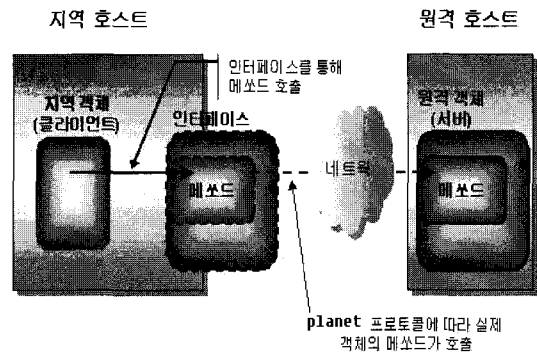 지역 호스트
원격 호스트
인터페이스를 통해
메쏘드 호출
지역 객체
(클라이언트)
인터페이스
원격 객체
(서버)
메쏘드
네트웍
메쏘드
planet 프로토콜에 따라 실제
객체의 메쏘드가 호출